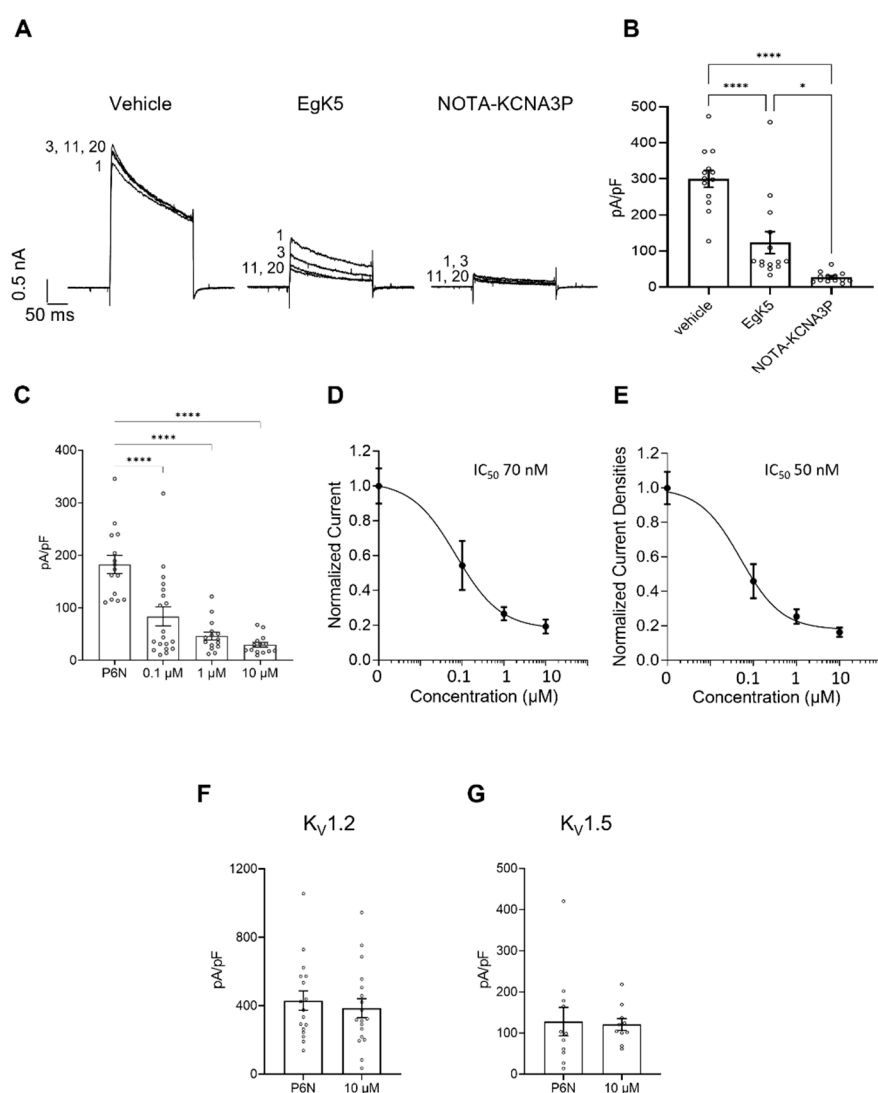 A
Vehicle
EgK5
NOTA-KCNA3P
3, 11, 20
1
1
3
11, 20
1, 3
11, 20
0.5 nA
50 ms
B
****
****
*
pA/pF
500
400
300
200
100
0
vehicle
EgK5
NOTA-KCNA3P
C
****
****
****
pA/pF
400
300
200
100
0
P6N
0.1 µM
1 µM
10 µM
D
IC50 70 nM
Normalized Current
1.2
1.0
0.8
0.6
0.4
0.2
0.0
0
0.1
1
10
Concentration (µM)
E
IC50 50 nM
Normalized Current Densities
1.2
1.0
0.8
0.6
0.4
0.2
0.0
0
0.1
1
10
Concentration (µM)
F
KV1.2
pA/pF
1200
800
400
0
P6N
10 µM
G
KV1.5
pA/pF
500
400
300
200
100
0
P6N
10 µM